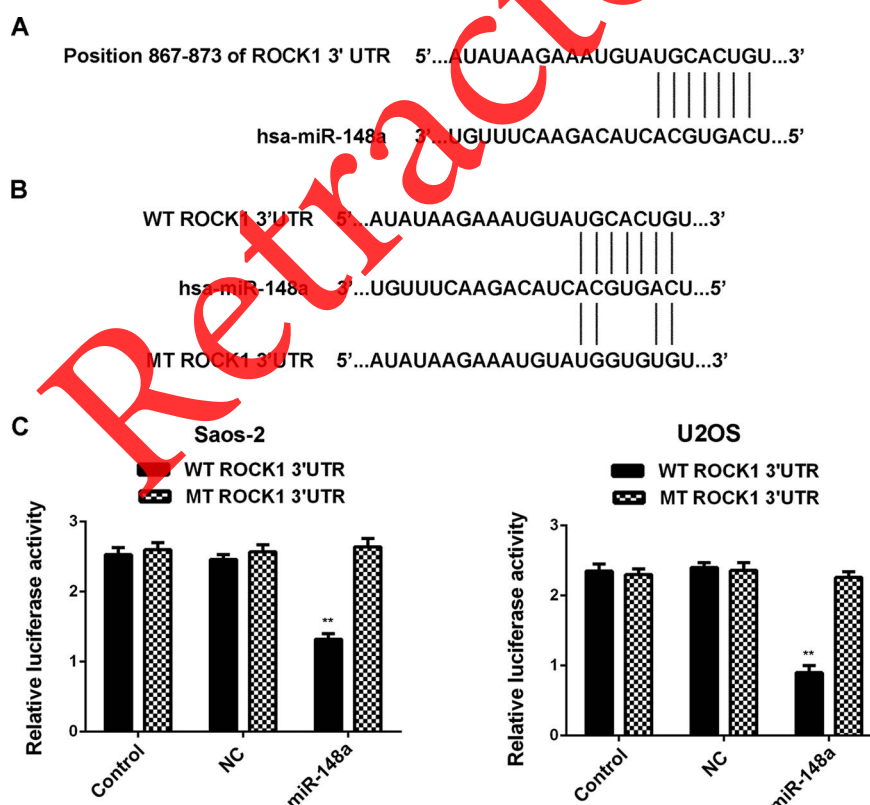 A
Position 867-873 of ROCK1 3' UTR 5'...AUAUAAGAAAUGUAUGCACUGU...3'
hsa-miR-148a 3'...UGUUUCAAGACAUCACGUGACU...5'
B
WT ROCK1 3'UTR 5'...AUAUAAGAAAUGUAUGCACUGU...3'
hsa-miR-148a 3'...UGUUUCAAGACAUCACGUGACU...5'
MT ROCK1 3'UTR 5'...AUAUAAGAAAUGUAUGGUGUGU...3'
C
Saos-2
WT ROCK1 3'UTR
MT ROCK1 3'UTR
Relative luciferase activity
3
2
1
0
**
Control
NC
miR-148a
U2OS
WT ROCK1 3'UTR
MT ROCK1 3'UTR
Relative luciferase activity
3
2
1
0
**
Control
NC
miR-148a
Retracte